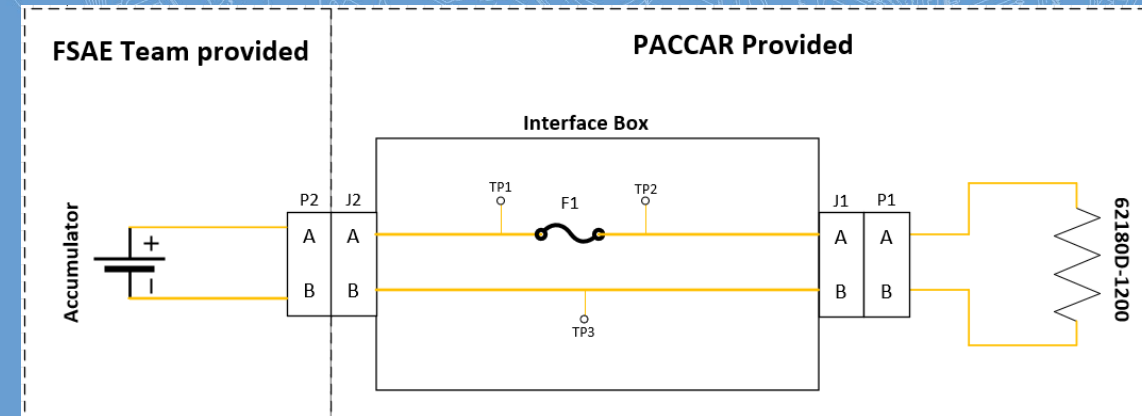 FSAE Team provided
PACCAR Provided
Interface Box
TP1
F1
TP2
P2
J2
J1
P1
A
A
A
A
B
B
B
B
+
–
TP3
Accumulator
62180D-1200